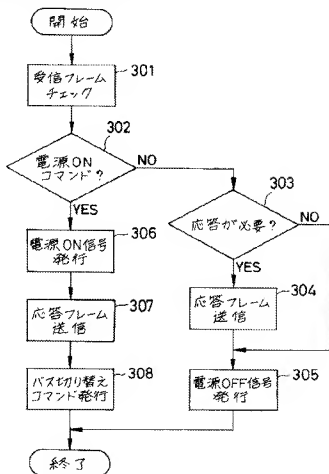 開始
301
受信フレーム
チェック
302
電源ON
コマンド?
NO
YES
303
応答が必要?
NO
YES
306
電源ON信号
発行
307
応答フレーム
送信
304
応答フレーム
送信
308
バス切り替え
コマンド発行
305
電源OFF信号
発行
終了